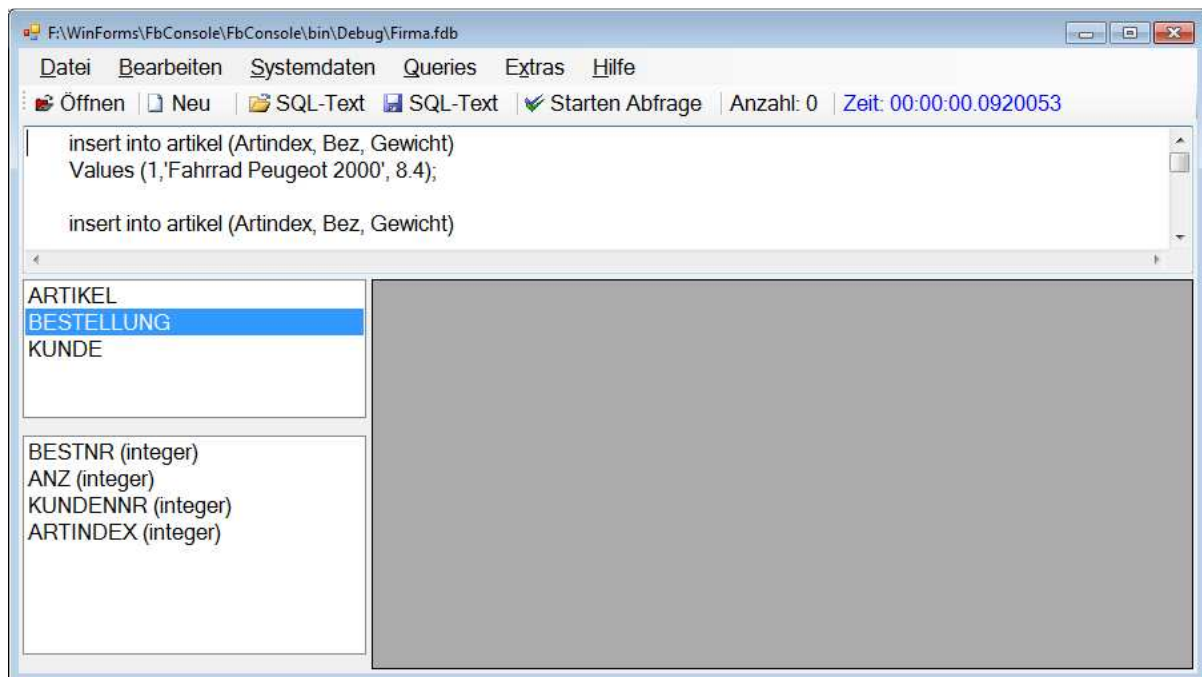 F:\WinForms\FbConsole\FbConsole\bin\Debug\Firma.fdb
Datei Bearbeiten Systemdaten Queries Extras Hilfe
Öffnen Neu SQL-Text SQL-Text Starten Abfrage Anzahl: 0 Zeit: 00:00:00.0920053
insert into artikel (Artindex, Bez, Gewicht)
Values (1,'Fahrrad Peugeot 2000', 8.4);
insert into artikel (Artindex, Bez, Gewicht)
ARTIKEL
BESTELLUNG
KUNDE
BESTNR (integer)
ANZ (integer)
KUNDENNR (integer)
ARTINDEX (integer)